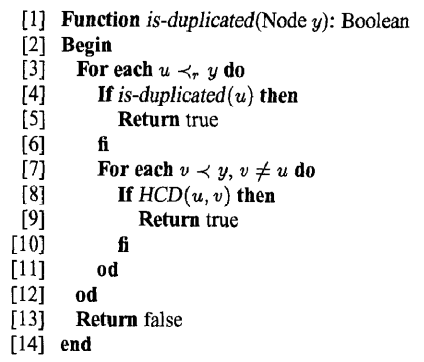 [1] Function is-duplicated(Node y): Boolean
[2] Begin
[3] For each u ≺ᵣ y do
[4] If is-duplicated(u) then
[5] Return true
[6] fi
[7] For each v ≺ y, v ≠ u do
[8] If HCD(u, v) then
[9] Return true
[10] fi
[11] od
[12] od
[13] Return false
[14] end